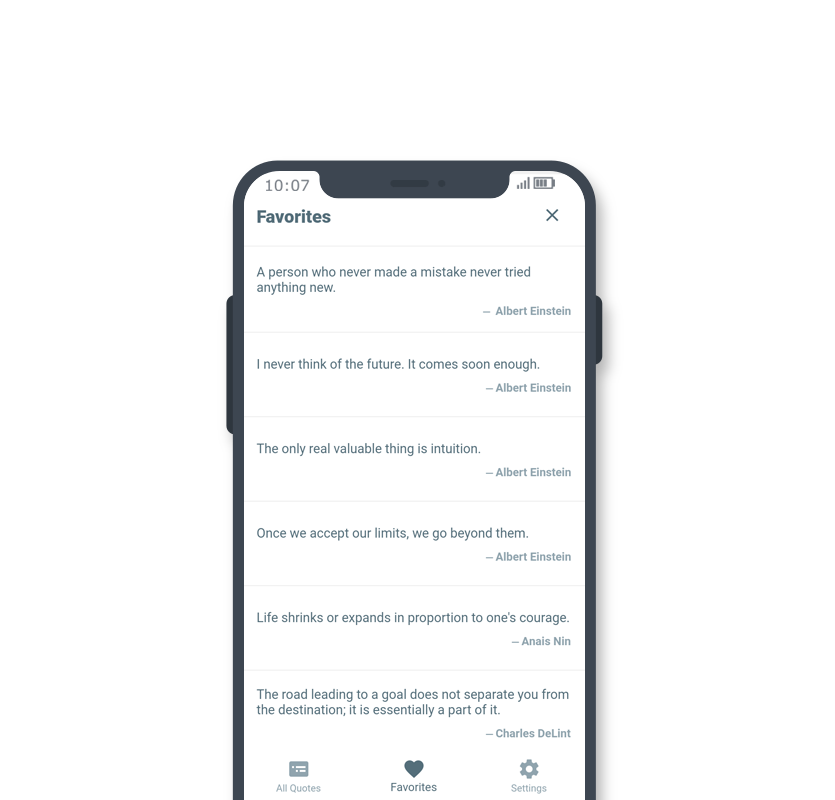 10:07
Favorites
A person who never made a mistake never tried
anything new.
— Albert Einstein
I never think of the future. It comes soon enough.
— Albert Einstein
The only real valuable thing is intuition.
— Albert Einstein
Once we accept our limits, we go beyond them.
— Albert Einstein
Life shrinks or expands in proportion to one's courage.
— Anais Nin
The road leading to a goal does not separate you from
the destination; it is essentially a part of it.
— Charles DeLint
All Quotes Favorites Settings